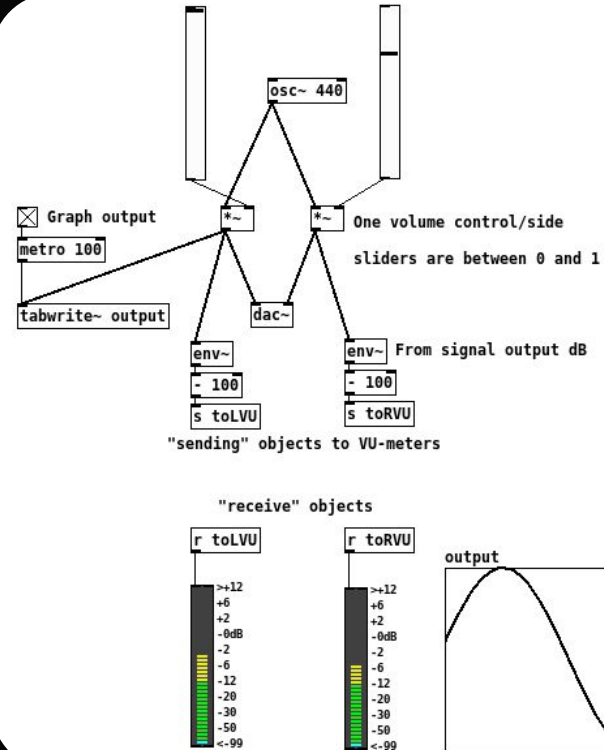 osc~ 440
Graph output
*~
*~
One volume control/side
metro 100
sliders are between 0 and 1
tabwrite~ output
dac~
env~
env~
From signal output dB
- 100
- 100
s toLVU
s toRVU
"sending" objects to VU-meters
"receive" objects
r toLVU
r toRVU
output
>+12
+6
+2
-0dB
-2
-6
-12
-20
-30
-50
<-99
>+12
+6
+2
-0dB
-2
-6
-12
-20
-30
-50
<-99